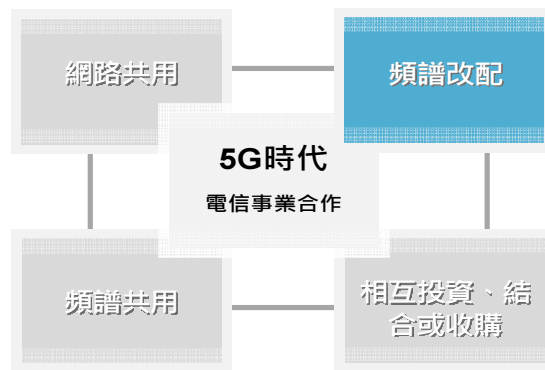 網路共用
頻譜改配
5G時代
電信事業合作
頻譜共用
相互投資、結
合或收購